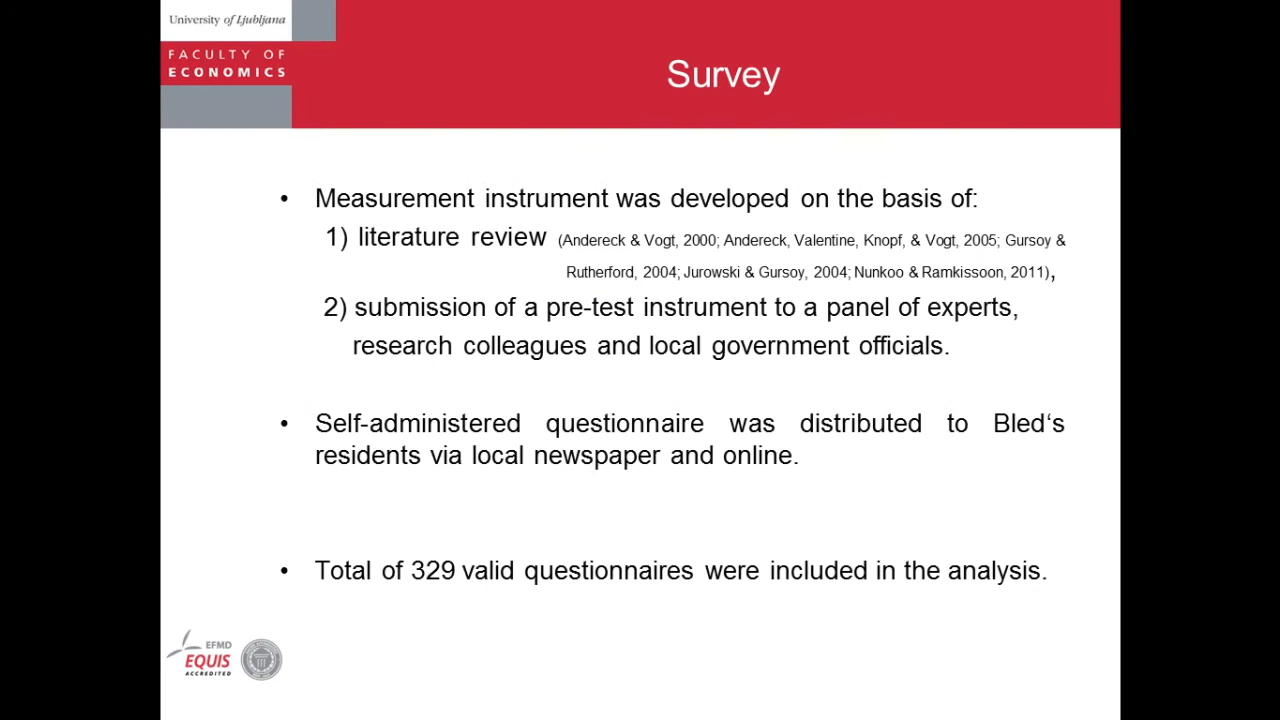 University of Ljubljana
FACULTY OF
ECONOMICS
Survey
• Measurement instrument was developed on the basis of:
1) literature review (Andereck & Vogt, 2000; Andereck, Valentine, Knopf, & Vogt, 2005; Gursoy &
Rutherford, 2004; Jurowski & Gursoy, 2004; Nunkoo & Ramkissoon, 2011),
2) submission of a pre-test instrument to a panel of experts,
research colleagues and local government officials.
• Self-administered questionnaire was distributed to Bled‘s
residents via local newspaper and online.
• Total of 329 valid questionnaires were included in the analysis.
EFMD
EQUIS
ACCREDITED